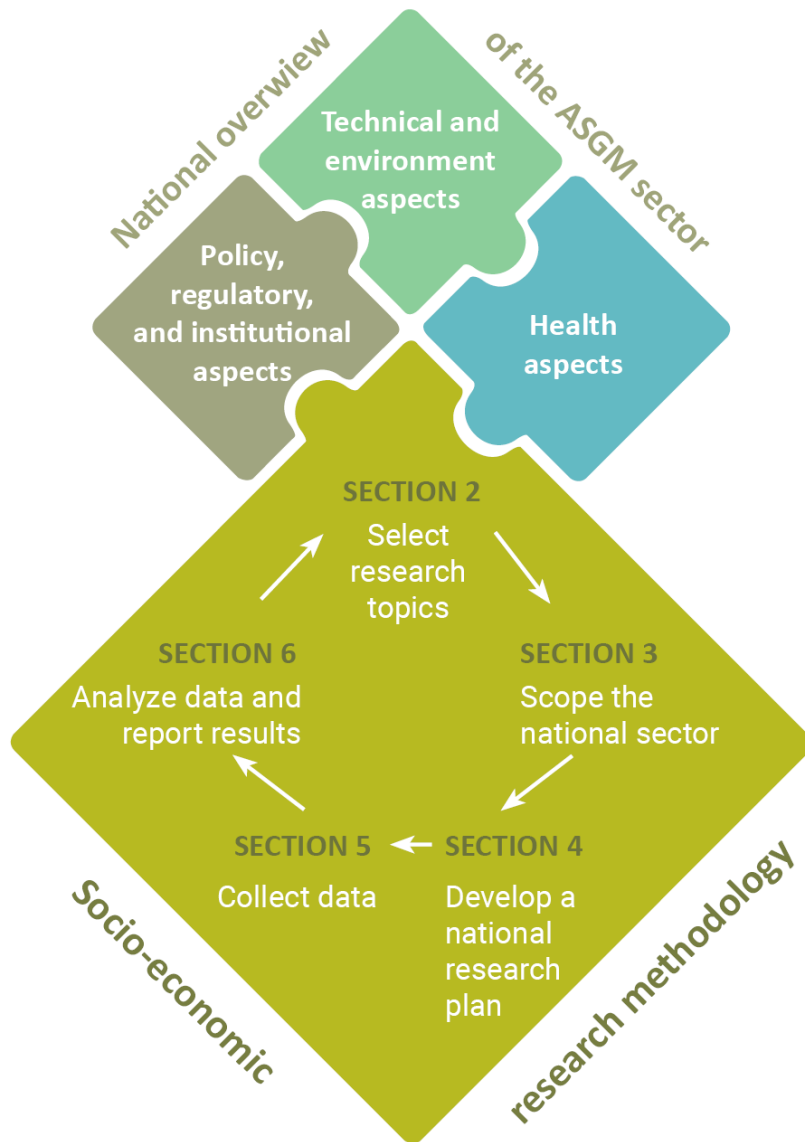 National overwiew
of the ASGM sector
Technical and
environment
aspects
Policy,
regulatory,
and institutional
aspects
Health
aspects
SECTION 2
Select
research
topics
SECTION 3
Scope the
national sector
SECTION 4
Develop a
national
research
plan
SECTION 5
Collect data
SECTION 6
Analyze data and
report results
Socio-economic
research methodology